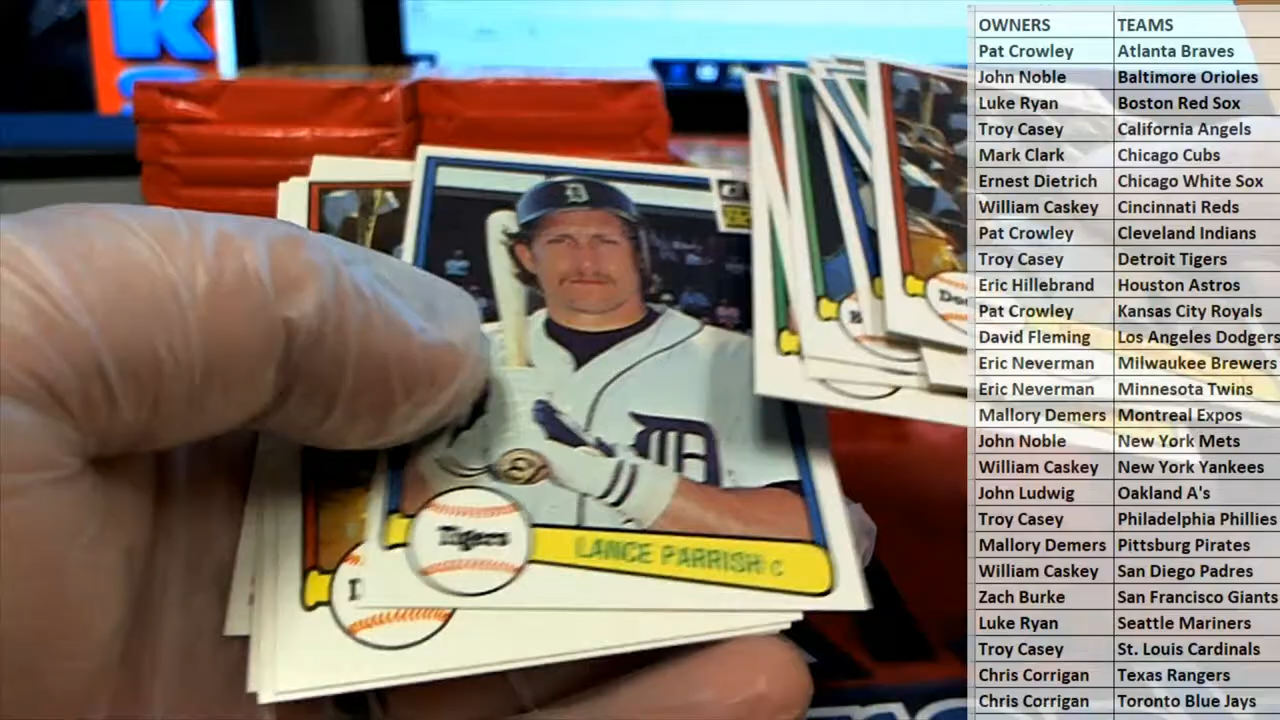 K
D
D
Tigers
LANCE PARRISH C
OWNERS TEAMS
Pat Crowley Atlanta Braves
John Noble Baltimore Orioles
Luke Ryan Boston Red Sox
Troy Casey California Angels
Mark Clark Chicago Cubs
Ernest Dietrich Chicago White Sox
William Caskey Cincinnati Reds
Pat Crowley Cleveland Indians
Troy Casey Detroit Tigers
Eric Hillebrand Houston Astros
Pat Crowley Kansas City Royals
David Fleming Los Angeles Dodgers
Eric Neverman Milwaukee Brewers
Eric Neverman Minnesota Twins
Mallory Demers Montreal Expos
John Noble New York Mets
William Caskey New York Yankees
John Ludwig Oakland A's
Troy Casey Philadelphia Phillies
Mallory Demers Pittsburg Pirates
William Caskey San Diego Padres
Zach Burke San Francisco Giants
Luke Ryan Seattle Mariners
Troy Casey St. Louis Cardinals
Chris Corrigan Texas Rangers
Chris Corrigan Toronto Blue Jays